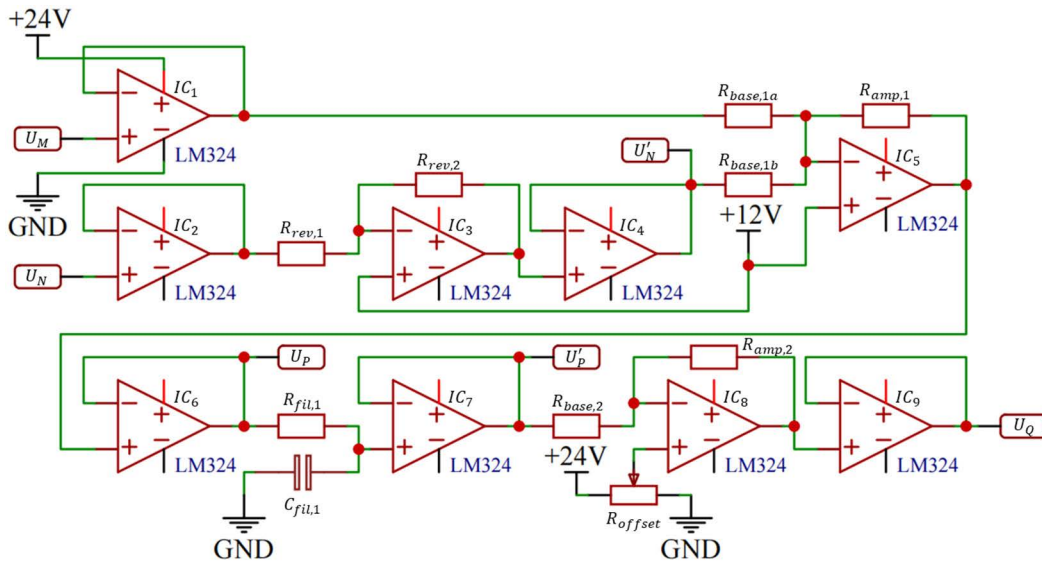 +24V
IC₁
U_M
LM324
GND
R_base,1a
R_amp,1
U'_N
R_base,1b
IC₅
LM324
+12V
R_rev,2
IC₂
U_N
LM324
R_rev,1
IC₃
LM324
IC₄
LM324
U_P
IC₆
LM324
R_fil,1
C_fil,1
GND
U'_P
IC₇
LM324
R_base,2
R_amp,2
IC₈
LM324
+24V
R_offset
GND
IC₉
LM324
U_Q